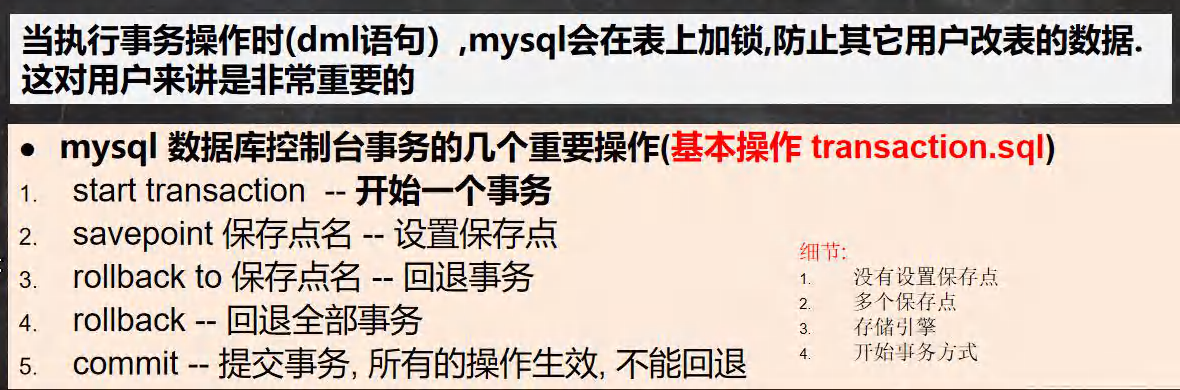 当执行事务操作时(dml语句）,mysql会在表上加锁,防止其它用户改表的数据.
这对用户来讲是非常重要的
● mysql 数据库控制台事务的几个重要操作(基本操作 transaction.sql)
1. start transaction -- 开始一个事务
2. savepoint 保存点名 -- 设置保存点
3. rollback to 保存点名 -- 回退事务
4. rollback -- 回退全部事务
5. commit -- 提交事务, 所有的操作生效, 不能回退
细节:
1. 没有设置保存点
2. 多个保存点
3. 存储引擎
4. 开始事务方式